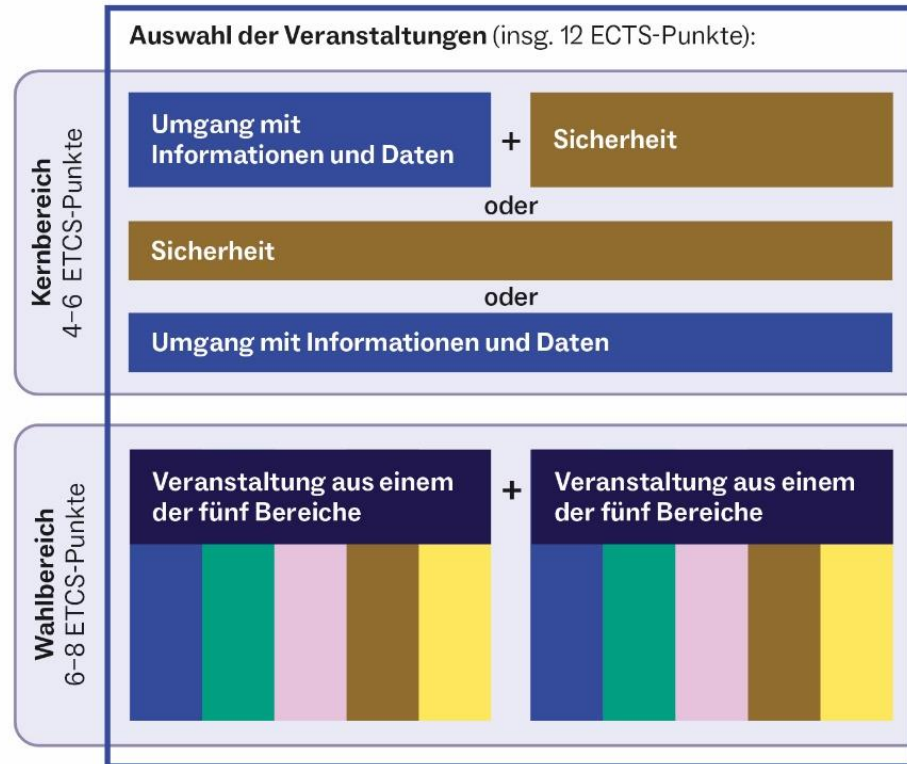 Auswahl der Veranstaltungen (insg. 12 ECTS-Punkte):
Kernbereich
4–6 ETCS-Punkte
Umgang mit
Informationen und Daten
+
Sicherheit
oder
Sicherheit
oder
Umgang mit Informationen und Daten
Wahlbereich
6–8 ETCS-Punkte
Veranstaltung aus einem
der fünf Bereiche
+
Veranstaltung aus einem
der fünf Bereiche